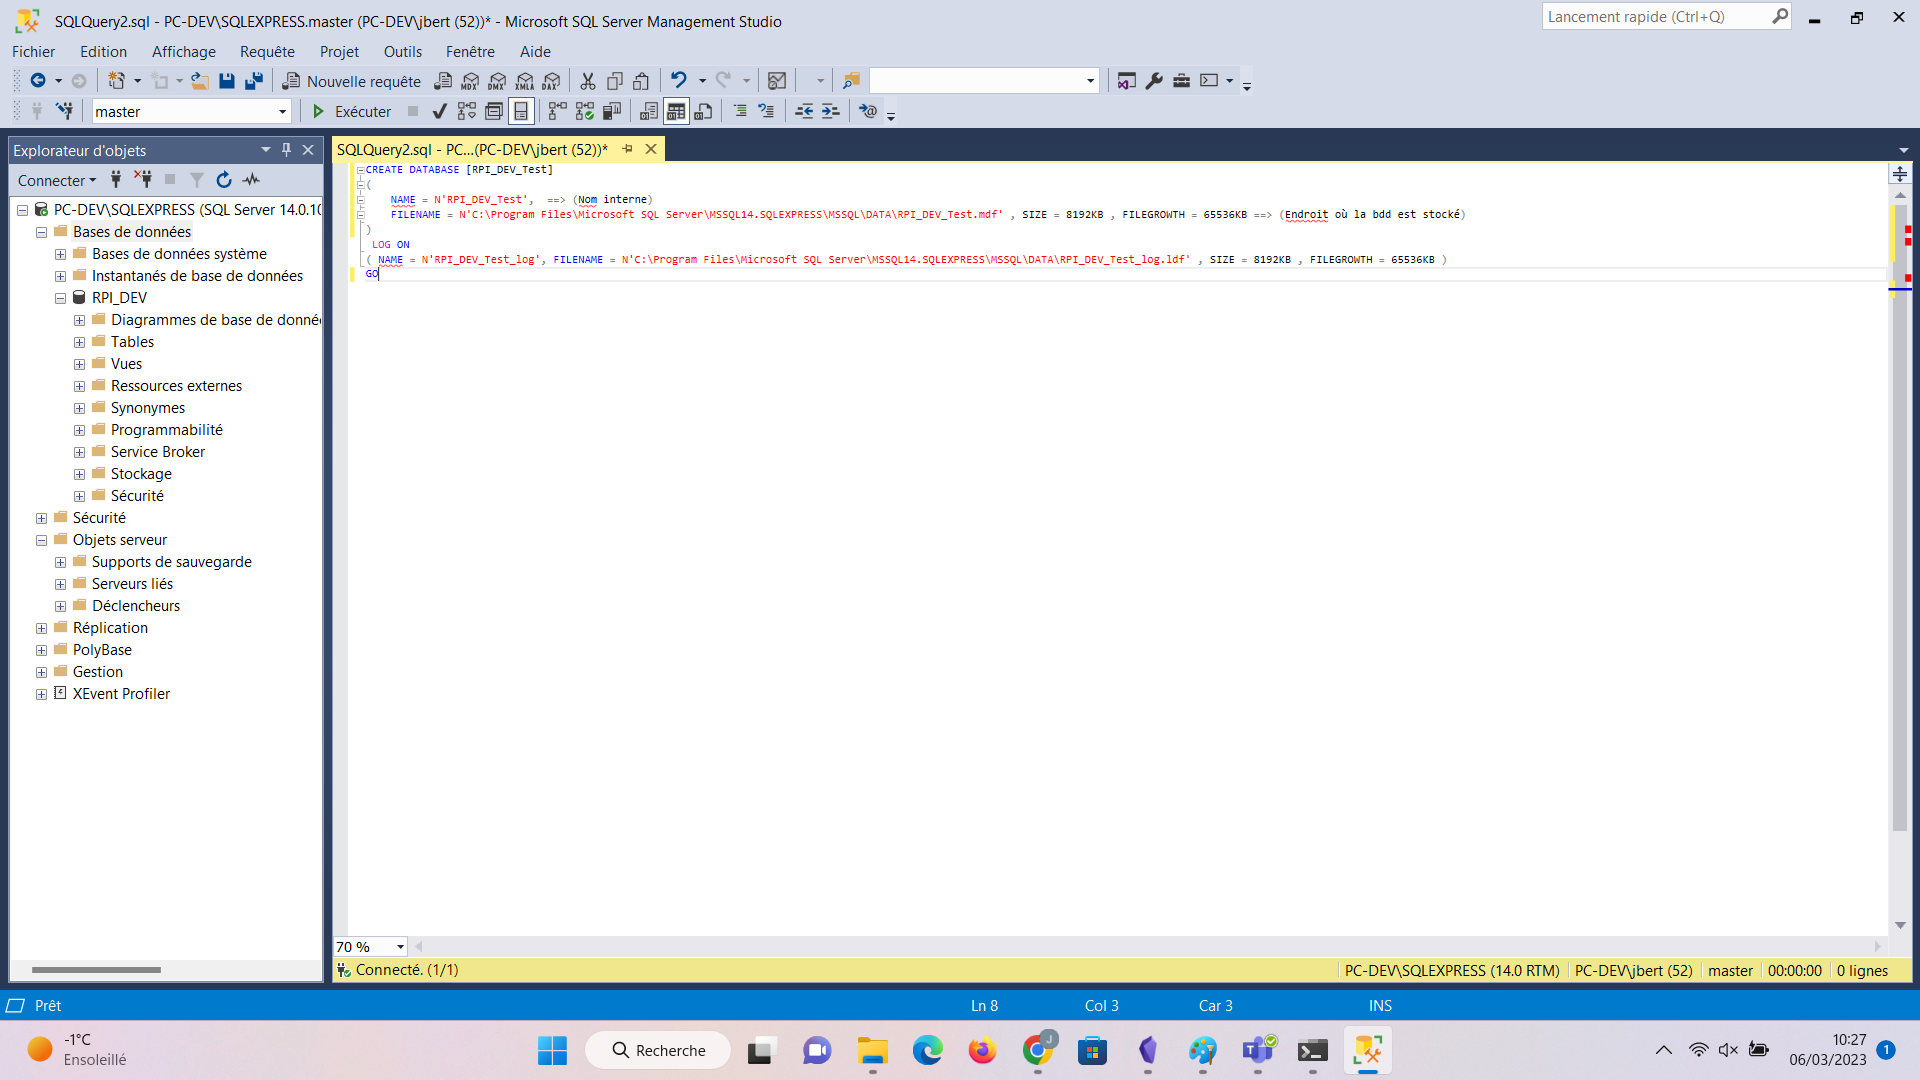 SQLQuery2.sql - PC-DEV\SQLEXPRESS.master (PC-DEV\jbert (52))* - Microsoft SQL Server Management Studio
Lancement rapide (Ctrl+Q)
Fichier Edition Affichage Requête Projet Outils Fenêtre Aide
Nouvelle requête MDX DMX XMLA DAX
master Exécuter
Explorateur d'objets
SQLQuery2.sql - PC...(PC-DEV\jbert (52))*
Connecter
PC-DEV\SQLEXPRESS (SQL Server 14.0.10
Bases de données
Bases de données système
Instantanés de base de données
RPI_DEV
Diagrammes de base de donné
Tables
Vues
Ressources externes
Synonymes
Programmabilité
Service Broker
Stockage
Sécurité
Sécurité
Objets serveur
Supports de sauvegarde
Serveurs liés
Déclencheurs
Réplication
PolyBase
Gestion
XEvent Profiler
CREATE DATABASE [RPI_DEV_Test]
(
NAME = N'RPI_DEV_Test', ==> (Nom interne)
FILENAME = N'C:\Program Files\Microsoft SQL Server\MSSQL14.SQLEXPRESS\MSSQL\DATA\RPI_DEV_Test.mdf' , SIZE = 8192KB , FILEGROWTH = 65536KB ==> (Endroit où la bdd est stocké)
)
LOG ON
( NAME = N'RPI_DEV_Test_log', FILENAME = N'C:\Program Files\Microsoft SQL Server\MSSQL14.SQLEXPRESS\MSSQL\DATA\RPI_DEV_Test_log.ldf' , SIZE = 8192KB , FILEGROWTH = 65536KB )
GO
70 %
Connecté. (1/1) PC-DEV\SQLEXPRESS (14.0 RTM) PC-DEV\jbert (52) master 00:00:00 0 lignes
Prêt Ln 8 Col 3 Car 3 INS
-1°C
Ensoleillé
Recherche
J
10:27
06/03/2023
1